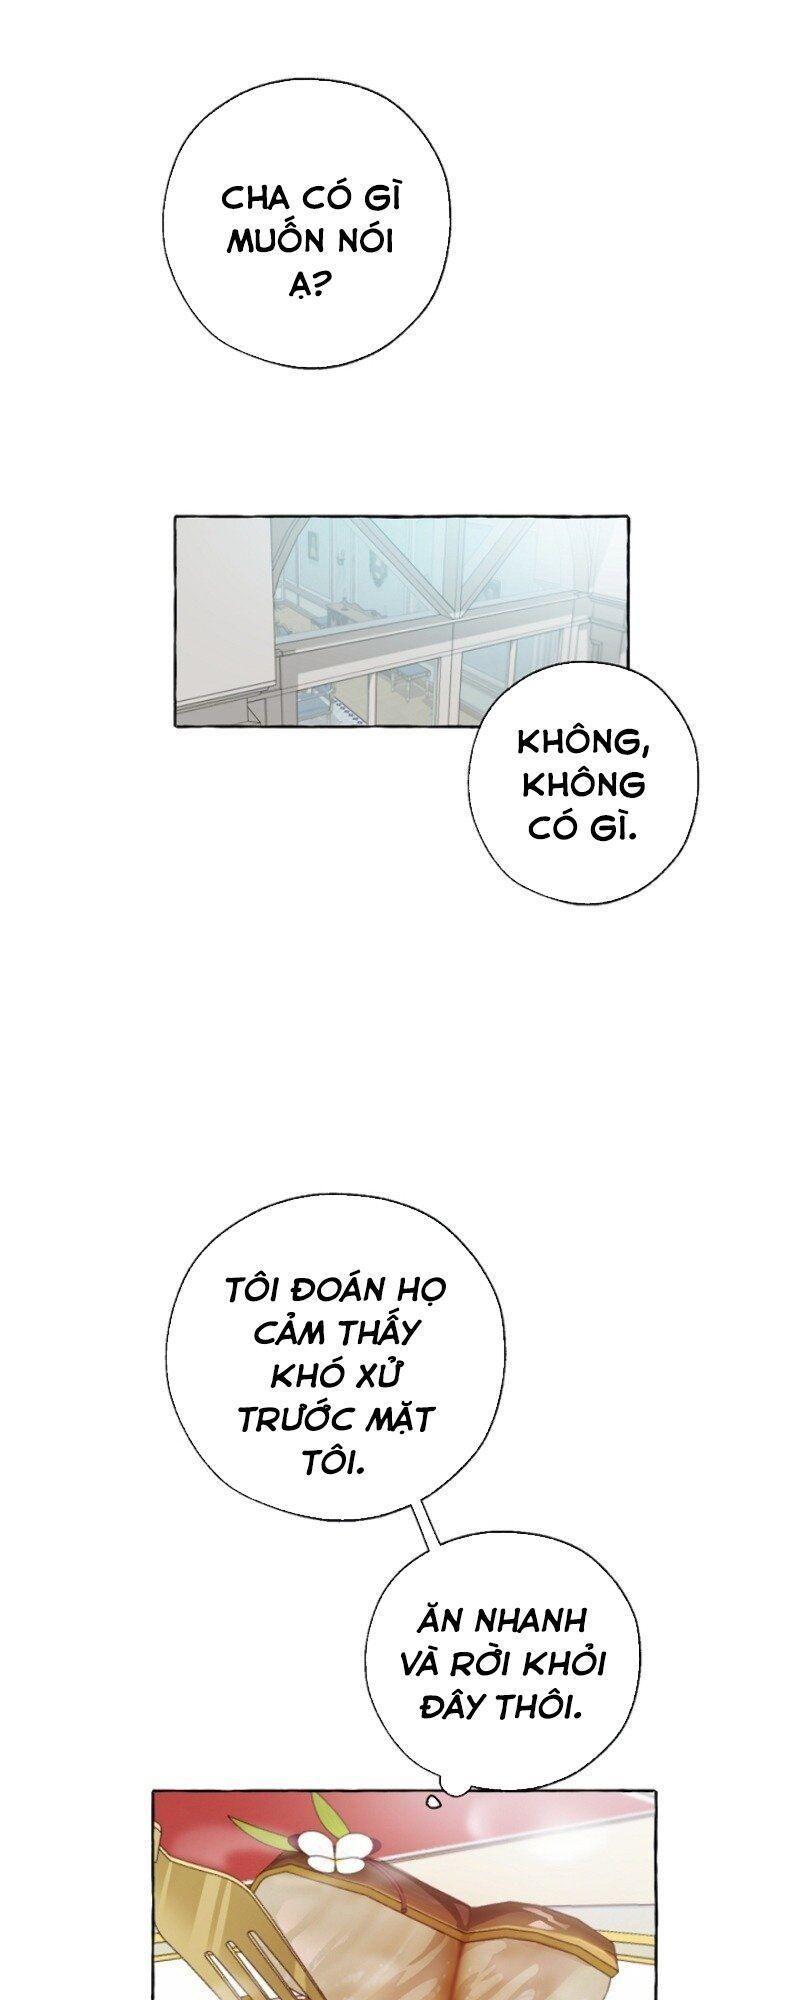 CHA CÓ GÌ
MUỐN NÓI
Ạ?
KHÔNG,
KHÔNG
CÓ GÌ.
TÔI ĐOÁN HỌ
CẢM THẤY
KHÓ XỬ
TRƯỚC MẶT
TÔI.
ĂN NHANH
VÀ RỜI KHỎI
ĐÂY THÔI.